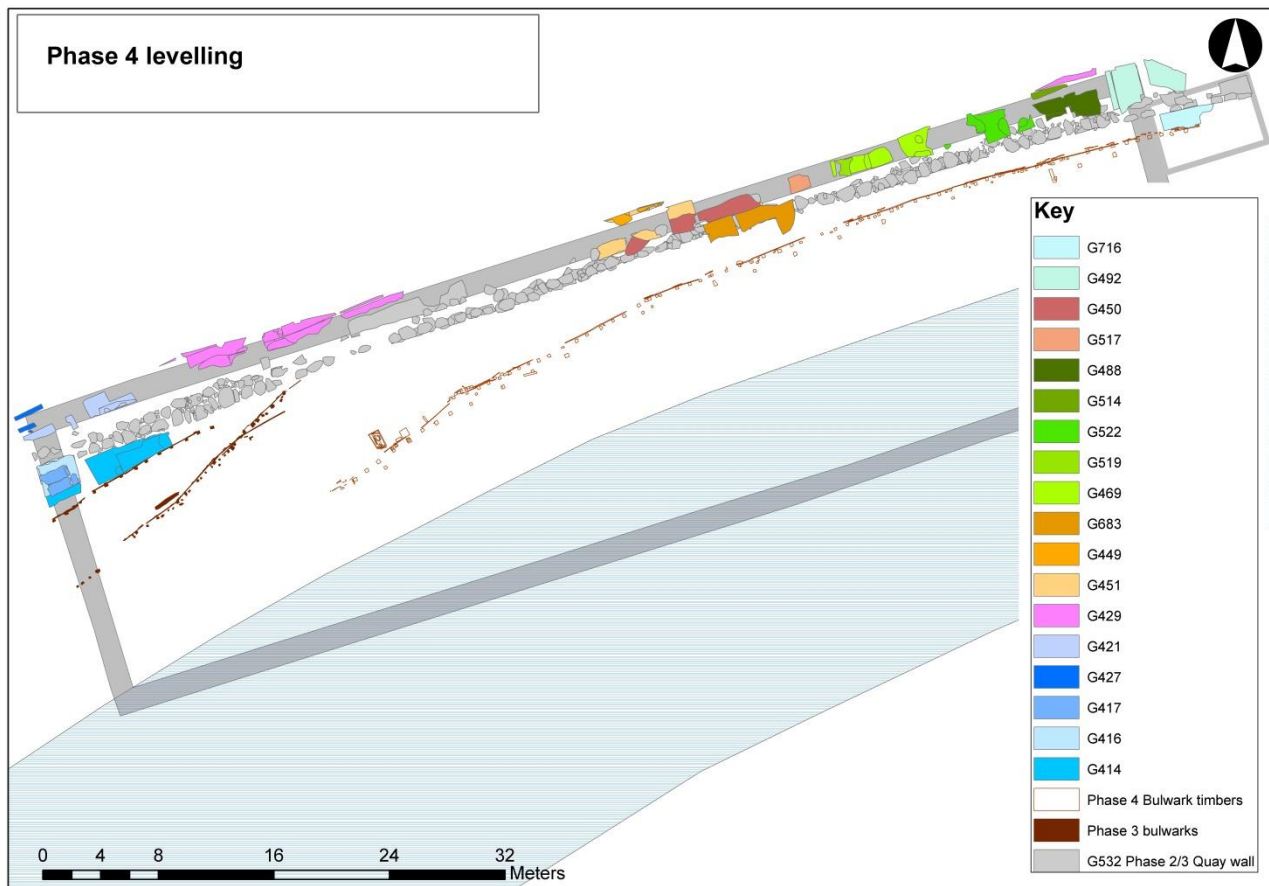 Phase 4 levelling
Key
G716
G492
G450
G517
G488
G514
G522
G519
G469
G683
G449
G451
G429
G421
G427
G417
G416
G414
Phase 4 Bulwark timbers
Phase 3 bulwarks
G532 Phase 2/3 Quay wall
0 4 8 16 24 32
Meters